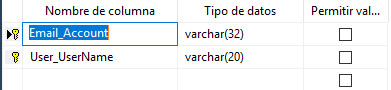 Nombre de columna Tipo de datos Permitir val...
Email_Account varchar(32)
User_UserName varchar(20)